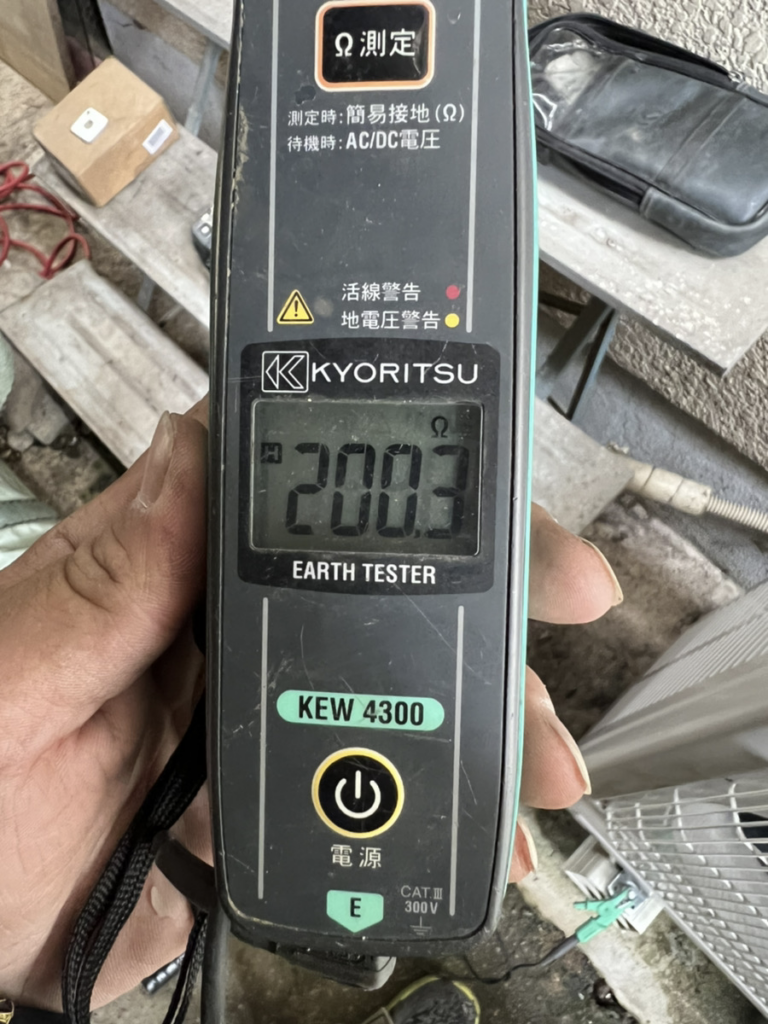 Ω測定
測定時:簡易接地(Ω)
待機時:AC/DC電圧
活線警告
地電圧警告
KYORITSU
Ω
H
200.3
EARTH TESTER
KEW 4300
電源
E
CAT.Ⅲ
300V